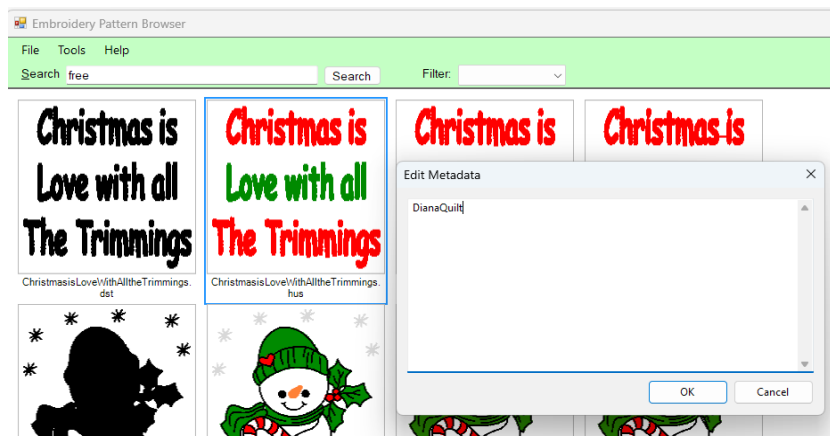 Embroidery Pattern Browser
File Tools Help
Search free Search Filter:
Christmas is
Love with all
The Trimmings
ChristmasisLoveWithAlltheTrimmings.
dst
Christmas is
Love with all
The Trimmings
ChristmasisLoveWithAlltheTrimmings.
hus
Christmas is
Christmas is
Edit Metadata
DianaQuilt
OK Cancel